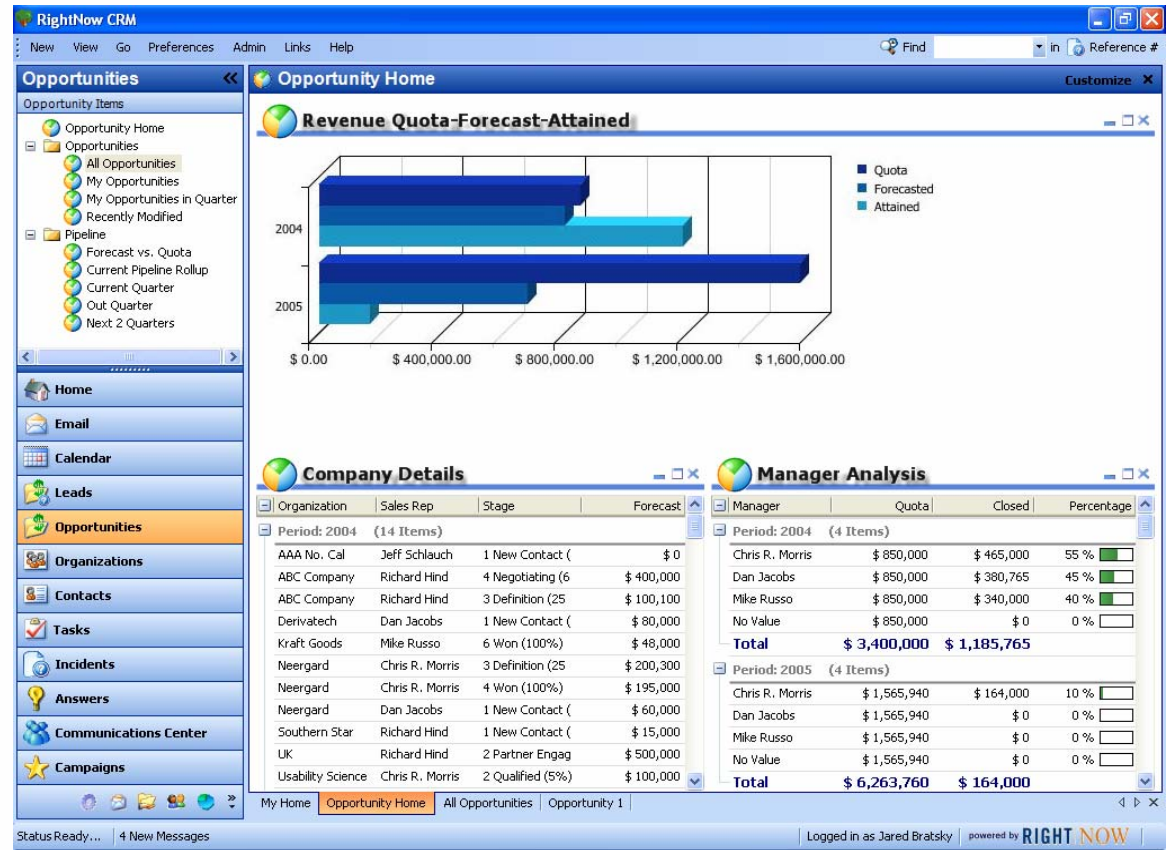 RightNow CRM
New View Go Preferences Admin Links Help
Find in Reference #
Opportunities «
Opportunity Items
Opportunity Home
Opportunities
All Opportunities
My Opportunities
My Opportunities in Quarter
Recently Modified
Pipeline
Forecast vs. Quota
Current Pipeline Rollup
Current Quarter
Out Quarter
Next 2 Quarters
Home
Email
Calendar
Leads
Opportunities
Organizations
Contacts
Tasks
Incidents
Answers
Communications Center
Campaigns
Opportunity Home Customize
Revenue Quota-Forecast-Attained
Quota
Forecasted
Attained
2004
2005
$ 0.00 $ 400,000.00 $ 800,000.00 $ 1,200,000.00 $ 1,600,000.00
Company Details
Organization Sales Rep Stage Forecast
Period: 2004 (14 Items)
AAA No. Cal Jeff Schlauch 1 New Contact ( $ 0
ABC Company Richard Hind 4 Negotiating (6 $ 400,000
ABC Company Richard Hind 3 Definition (25 $ 100,100
Derivatech Dan Jacobs 1 New Contact ( $ 80,000
Kraft Goods Mike Russo 6 Won (100%) $ 48,000
Neergard Chris R. Morris 3 Definition (25 $ 200,300
Neergard Chris R. Morris 4 Won (100%) $ 195,000
Neergard Dan Jacobs 1 New Contact ( $ 60,000
Southern Star Richard Hind 1 New Contact ( $ 15,000
UK Richard Hind 2 Partner Engag $ 500,000
Usability Science Chris R. Morris 2 Qualified (5%) $ 100,000
Manager Analysis
Manager Quota Closed Percentage
Period: 2004 (4 Items)
Chris R. Morris $ 850,000 $ 465,000 55 %
Dan Jacobs $ 850,000 $ 380,765 45 %
Mike Russo $ 850,000 $ 340,000 40 %
No Value $ 850,000 $ 0 0 %
Total $ 3,400,000 $ 1,185,765
Period: 2005 (4 Items)
Chris R. Morris $ 1,565,940 $ 164,000 10 %
Dan Jacobs $ 1,565,940 $ 0 0 %
Mike Russo $ 1,565,940 $ 0 0 %
No Value $ 1,565,940 $ 0 0 %
Total $ 6,263,760 $ 164,000
My Home Opportunity Home All Opportunities Opportunity 1
Status Ready... 4 New Messages Logged in as Jared Bratsky powered by RIGHT NOW